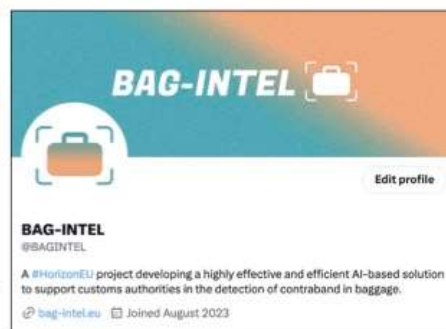 BAG-INTEL
Edit profile
BAG-INTEL
@BAGINTEL
A #HorizonEU project developing a highly effective and efficient AI-based solution
to support customs authorities in the detection of contraband in baggage.
bag-intel.eu Joined August 2023